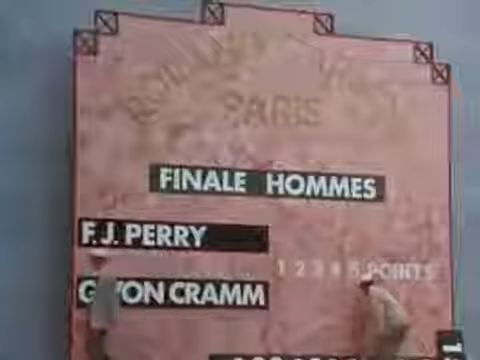 PARIS
FINALE HOMMES
F.J. PERRY
1 2 3 4 5 POINTS
G.VON CRAMM